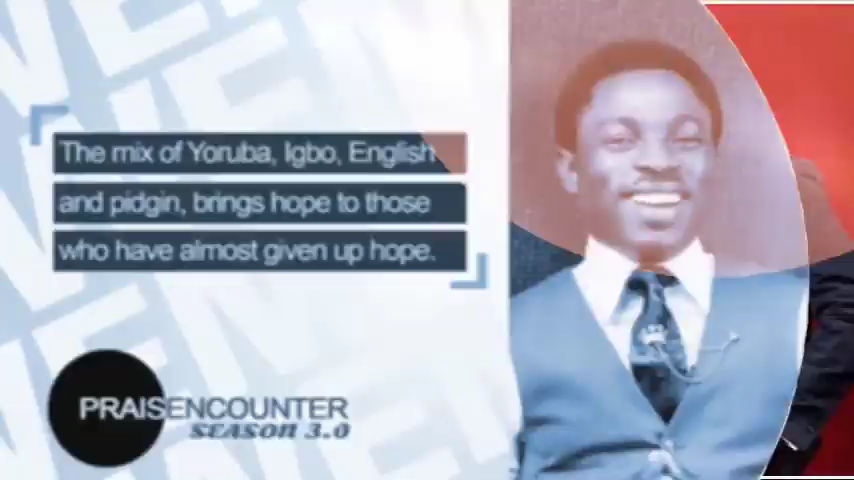 The mix of Yoruba, Igbo, English
and pidgin, brings hope to those
who have almost given up hope.
PRAISENCOUNTER
SEASON 3.0